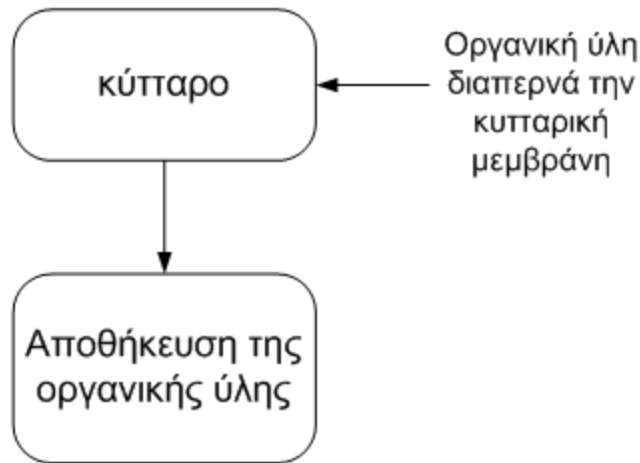 κύτταρο
Οργανική ύλη
διαπερνά την
κυτταρική
μεμβράνη
Αποθήκευση της
οργανικής ύλης